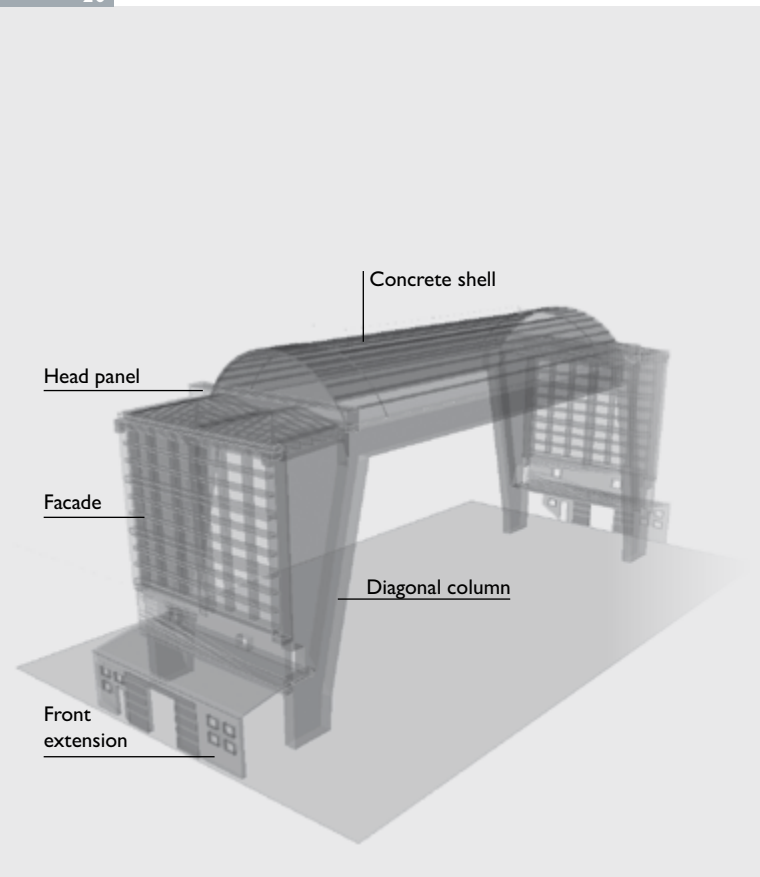 Concrete shell
Head panel
Facade
Diagonal column
Front
extension